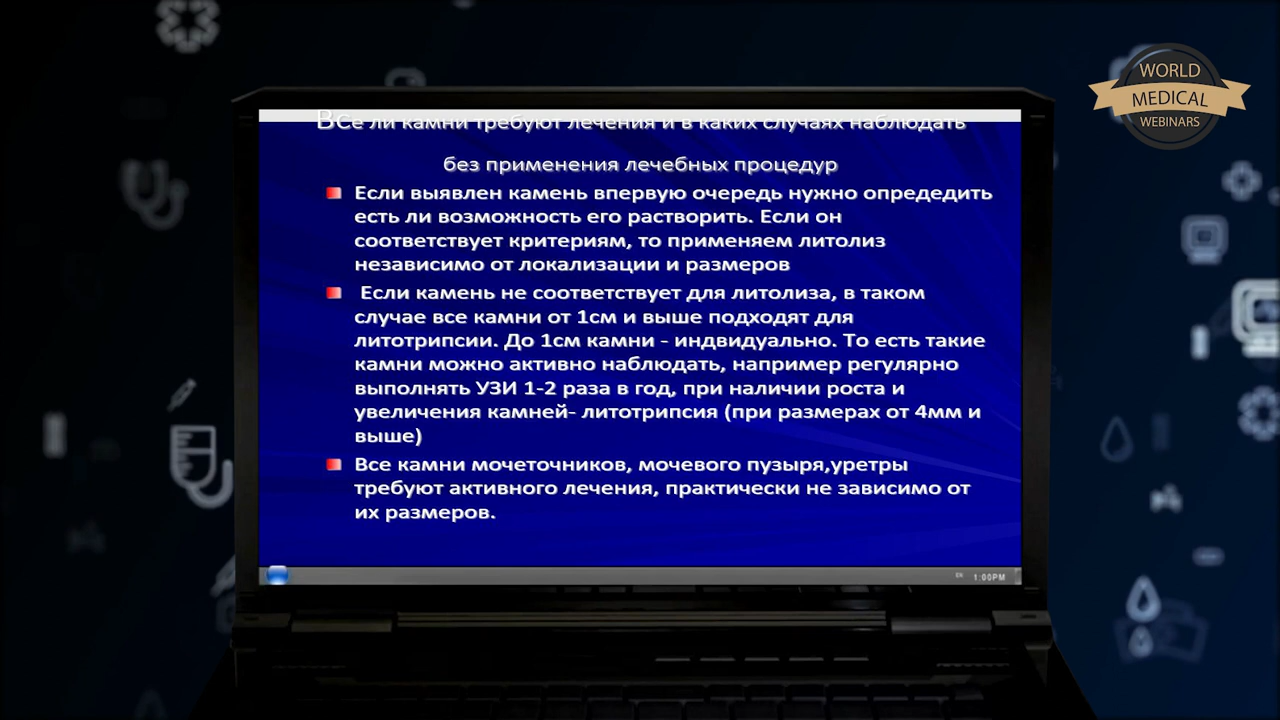 WORLD
MEDICAL
WEBINARS
Все ли камни требуют лечения и в каких случаях наблюдать
без применения лечебных процедур
Если выявлен камень впервую очередь нужно опредедить
есть ли возможность его растворить. Если он
соответствует критериям, то применяем литолиз
независимо от локализации и размеров
Если камень не соответствует для литолиза, в таком
случае все камни от 1см и выше подходят для
литотрипсии. До 1см камни - индвидуально. То есть такие
камни можно активно наблюдать, например регулярно
выполнять УЗИ 1-2 раза в год, при наличии роста и
увеличения камней- литотрипсия (при размерах от 4мм и
выше)
Все камни мочеточников, мочевого пузыря,уретры
требуют активного лечения, практически не зависимо от
их размеров.
EN 1:00PM